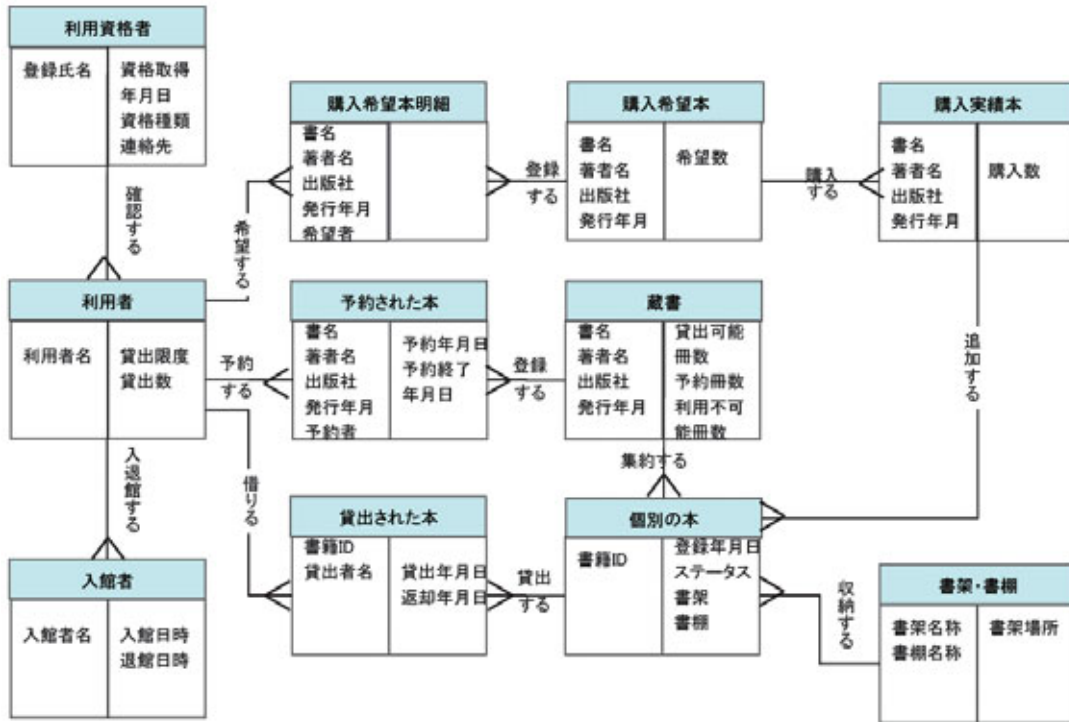 利用資格者
登録氏名
資格取得
年月日
資格種類
連絡先
購入希望本明細
書名
著者名
出版社
発行年月
希望者
購入希望本
書名
著者名
出版社
発行年月
希望数
購入実績本
書名
著者名
出版社
発行年月
購入数
確認する
希望する
登録
する
購入
する
利用者
利用者名
貸出限度
貸出数
予約
する
予約された本
書名
著者名
出版社
発行年月
予約者
予約年月日
予約終了
年月日
登録
する
蔵書
書名
著者名
出版社
発行年月
貸出可能
冊数
予約冊数
利用不可
能冊数
追加する
入退館する
借りる
集約する
貸出された本
書籍ID
貸出者名
貸出年月日
返却年月日
貸出
する
個別の本
書籍ID
登録年月日
ステータス
書架
書棚
収納する
入館者
入館者名
入館日時
退館日時
書架・書棚
書架名称
書棚名称
書架場所